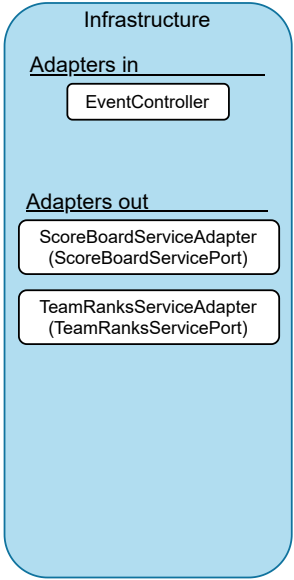 Infrastructure
Adapters in
EventController
Adapters out
ScoreBoardServiceAdapter
(ScoreBoardServicePort)
TeamRanksServiceAdapter
(TeamRanksServicePort)